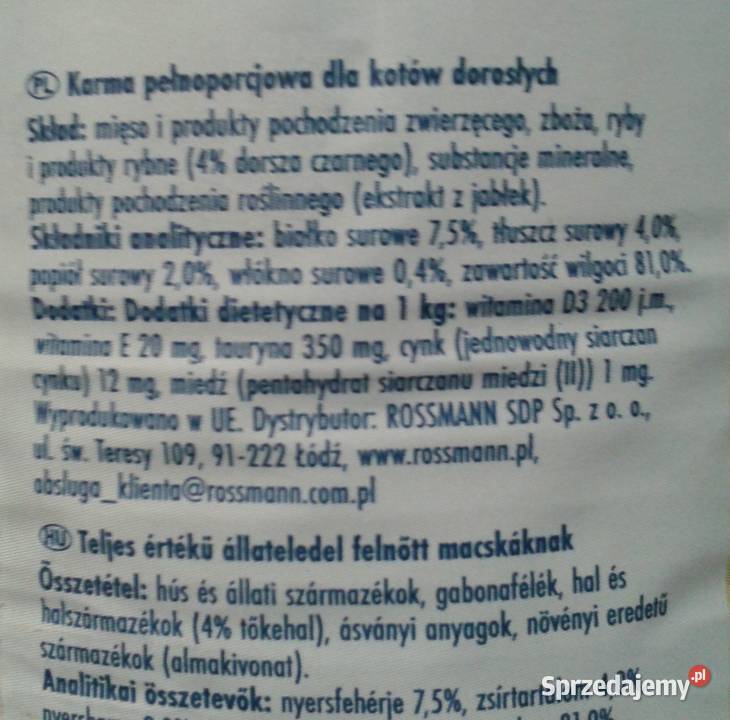 PL Karma pełnoporcjowa dla kotów dorosłych
Skład: mięso i produkty pochodzenia zwierzęcego, zboża, ryby
i produkty rybne (4% dorsza czarnego), substancje mineralne,
produkty pochodzenia roślinnego (ekstrakt z jabłek).
Składniki analityczne: białko surowe 7,5%, tłuszcz surowy 4,0%,
popiół surowy 2,0%, włókno surowe 0,4%, zawartość wilgoci 81,0%.
Dodatki: Dodatki dietetyczne na 1 kg: witamina D3 200 j.m.,
witamina E 20 mg, tauryna 350 mg, cynk (jednowodny siarczan
cynku) 12 mg, miedź (pentahydrat siarczanu miedzi (II)) 1 mg.
Wyprodukowano w UE. Dystrybutor: ROSSMANN SDP Sp. z o. o.,
ul. św. Teresy 109, 91-222 Łódź, www.rossmann.pl,
obsluga_klienta@rossmann.com.pl
HU Teljes értékű állateledel felnőtt macskáknak
Összetétel: hús és állati származékok, gabonafélék, hal és
halszármazékok (4% tőkehal), ásványi anyagok, növényi eredetű
származékok (almakivonat).
Analitikai összetevők: nyersfehérje 7,5%,
Sprzedajemy.pl